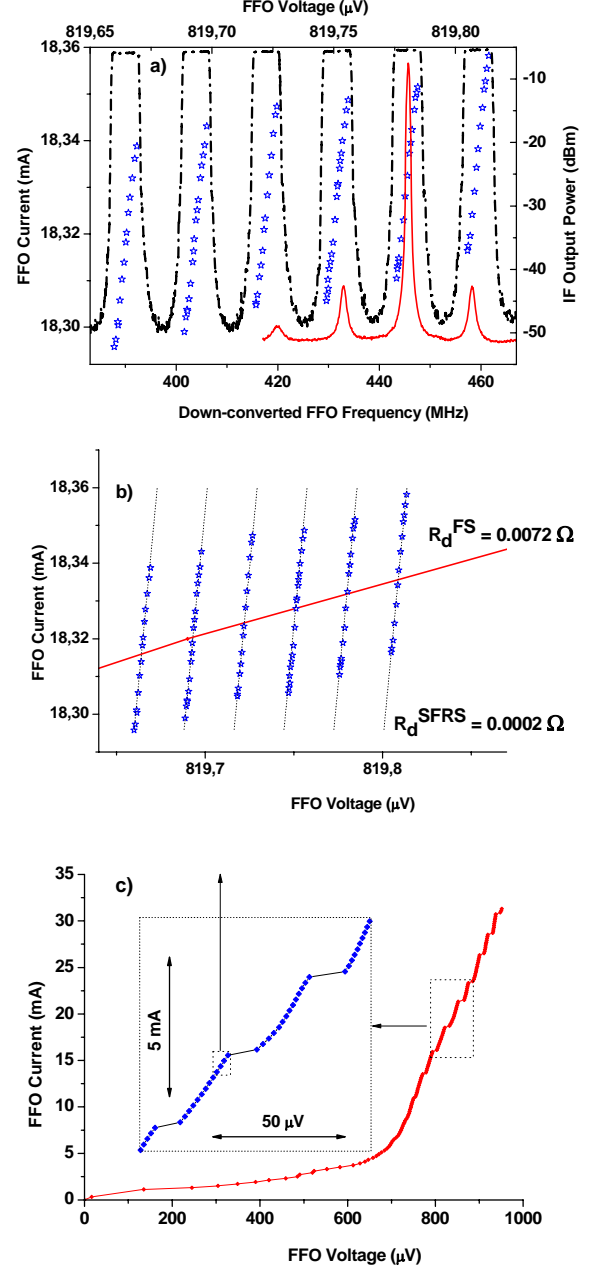 FFO Voltage (μV)
819,65 819,70 819,75 819,80
a)
18,36
18,34
18,32
18,30
FFO Current (mA)
-10
-20
-30
-40
-50
IF Output Power (dBm)
400 420 440 460
Down-converted FFO Frequency (MHz)
b)
18,36
18,34
18,32
18,30
FFO Current (mA)
RdFS = 0.0072 Ω
RdSFRS = 0.0002 Ω
819,7 819,8
FFO Voltage (μV)
c)
35
30
25
20
15
10
5
0
FFO Current (mA)
5 mA
50 μV
0 200 400 600 800 1000
FFO Voltage (μV)